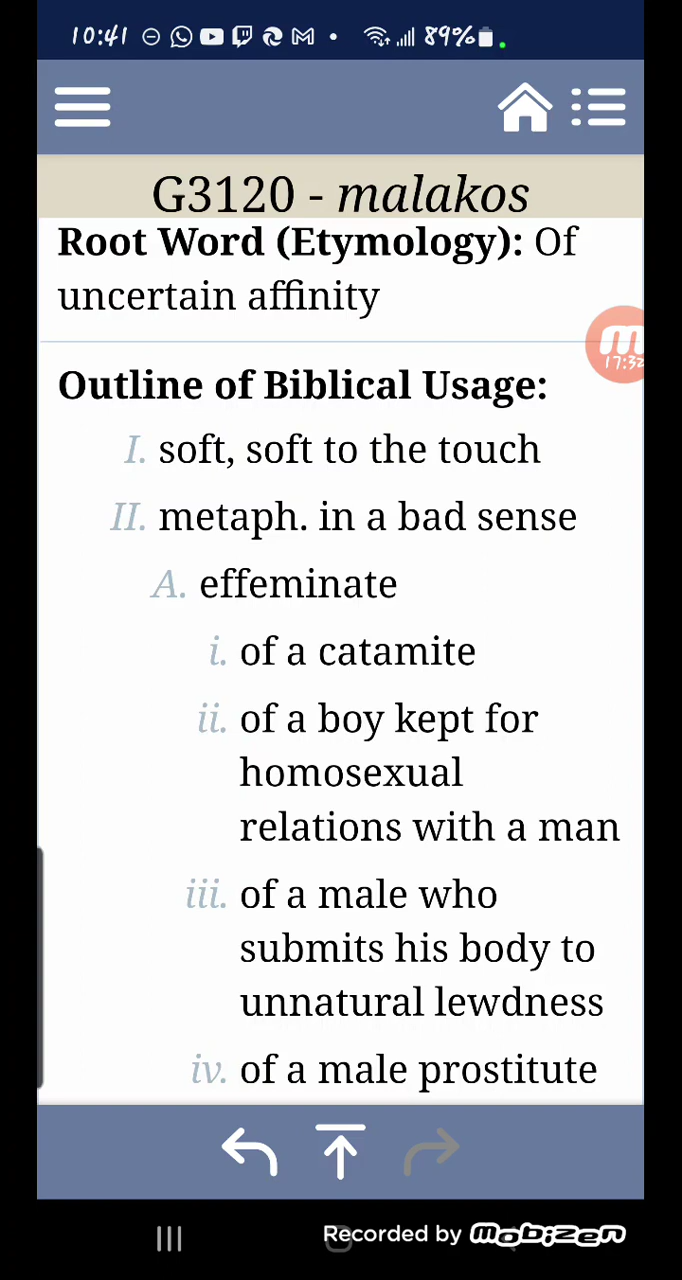 10:41
89%
G3120 - malakos
Root Word (Etymology): Of
uncertain affinity
17:32
Outline of Biblical Usage:
I. soft, soft to the touch
II. metaph. in a bad sense
A. effeminate
i. of a catamite
ii. of a boy kept for
homosexual
relations with a man
iii. of a male who
submits his body to
unnatural lewdness
iv. of a male prostitute
Recorded by mobizen